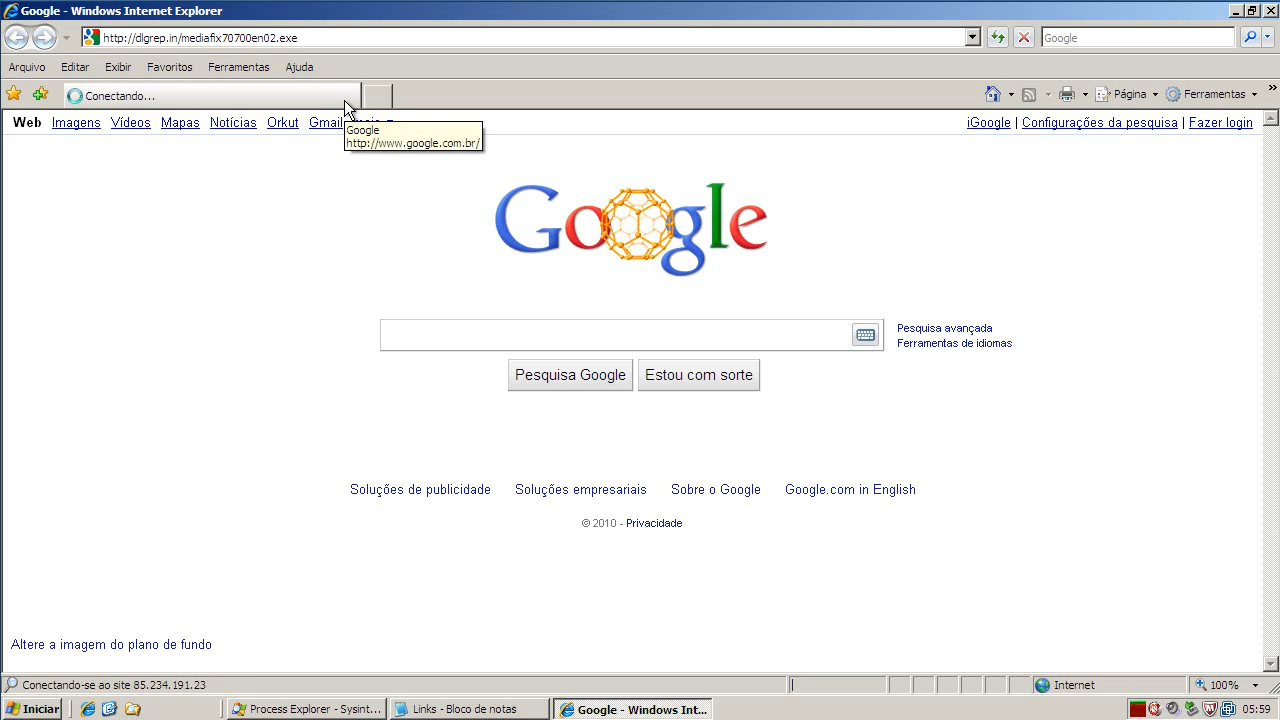 Google - Windows Internet Explorer
http://dlgrep.in/mediafix70700en02.exe
Google
Arquivo Editar Exibir Favoritos Ferramentas Ajuda
Conectando...
Página Ferramentas
Web Imagens Vídeos Mapas Notícias Orkut Gmail
iGoogle | Configurações da pesquisa | Fazer login
Google
http://www.google.com.br/
Google
Pesquisa avançada
Ferramentas de idiomas
Pesquisa Google Estou com sorte
Soluções de publicidade Soluções empresariais Sobre o Google Google.com in English
© 2010 - Privacidade
Altere a imagem do plano de fundo
Conectando-se ao site 85.234.191.23
Internet
100%
Iniciar Process Explorer - Sysint... Links - Bloco de notas Google - Windows Int... 05:59